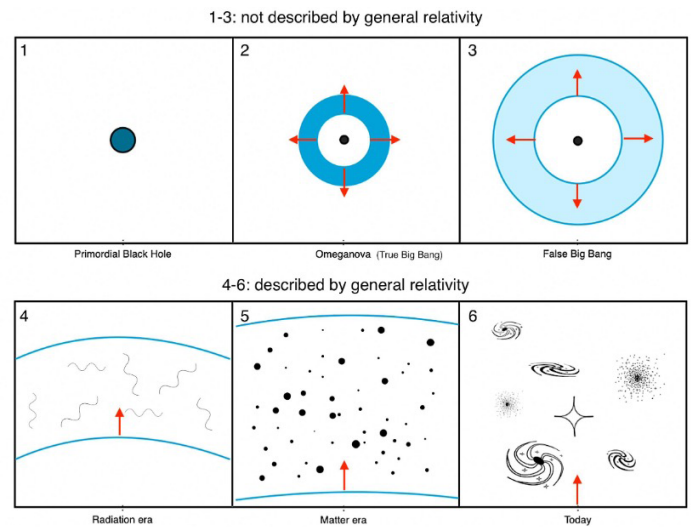 1-3: not described by general relativity
1
2
3
Primordial Black Hole
Omeganova (True Big Bang)
False Big Bang
4-6: described by general relativity
4
5
6
Radiation era
Matter era
Today